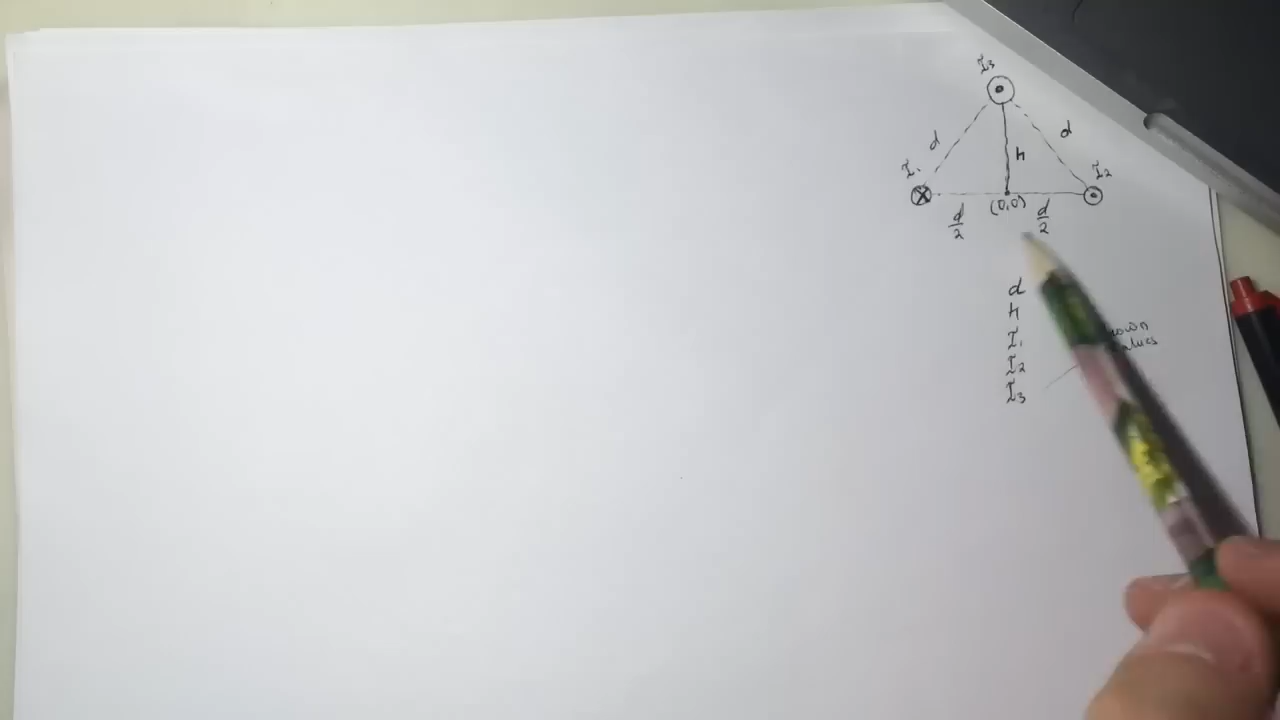 I₃
d d
h
I₁ I₂
(0,0)
d/2 d/2
d
h
I₁
I₂
I₃